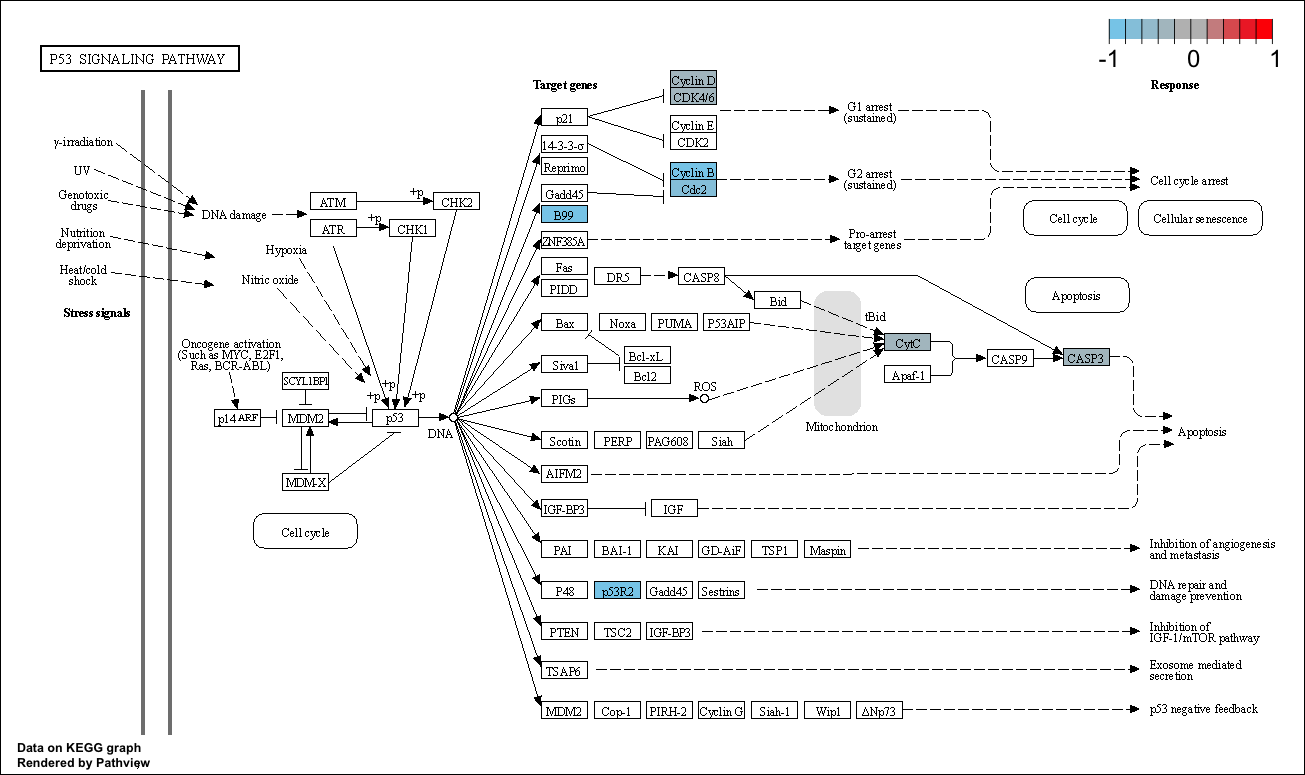 P53 SIGNALING PATHWAY
-1 0 1
Target genes
Response
Cyclin D
CDK4/6
p21
G1 arrest
(sustained)
Cyclin E
CDK2
γ-irradiation
14-3-3-σ
Reprimo
UV
Cyclin B
Cdc2
G2 arrest
(sustained)
Cell cycle arrest
Genotoxic
drugs
ATM
+p
CHK2
Gadd45
B99
DNA damage
ATR
+p
CHK1
Cell cycle
Cellular senescence
Nutrition
deprivation
ZNF385A
Pro-arrest
target genes
Hypoxia
Heat/cold
shock
Nitric oxide
Fas
PIDD
DR5
CASP8
Bid
Apoptosis
Stress signals
tBid
Bax
Noxa
PUMA
P53AIP
CytC
Oncogene activation
(Such as MYC, E2F1,
Ras, BCR-ABL)
Bcl-xL
Bcl2
Siva1
CASP9
CASP3
Apaf-1
SCYL1BP1
+p
+p
+p
ROS
PIGs
p14ARF
MDM2
p53
DNA
Mitochondrion
Apoptosis
Scotin
PERP
PAG608
Siah
AIFM2
MDM-X
IGF-BP3
IGF
Cell cycle
PAI
BAI-1
KAI
GD-AiF
TSP1
Maspin
Inhibition of angiogenesis
and metastasis
P48
p53R2
Gadd45
Sestrins
DNA repair and
damage prevention
PTEN
TSC2
IGF-BP3
Inhibition of
IGF-1/mTOR pathway
TSAP6
Exosome mediated
secretion
MDM2
Cop-1
PIRH-2
Cyclin G
Siah-1
Wip1
ΔNp73
p53 negative feedback
Data on KEGG graph
Rendered by Pathview